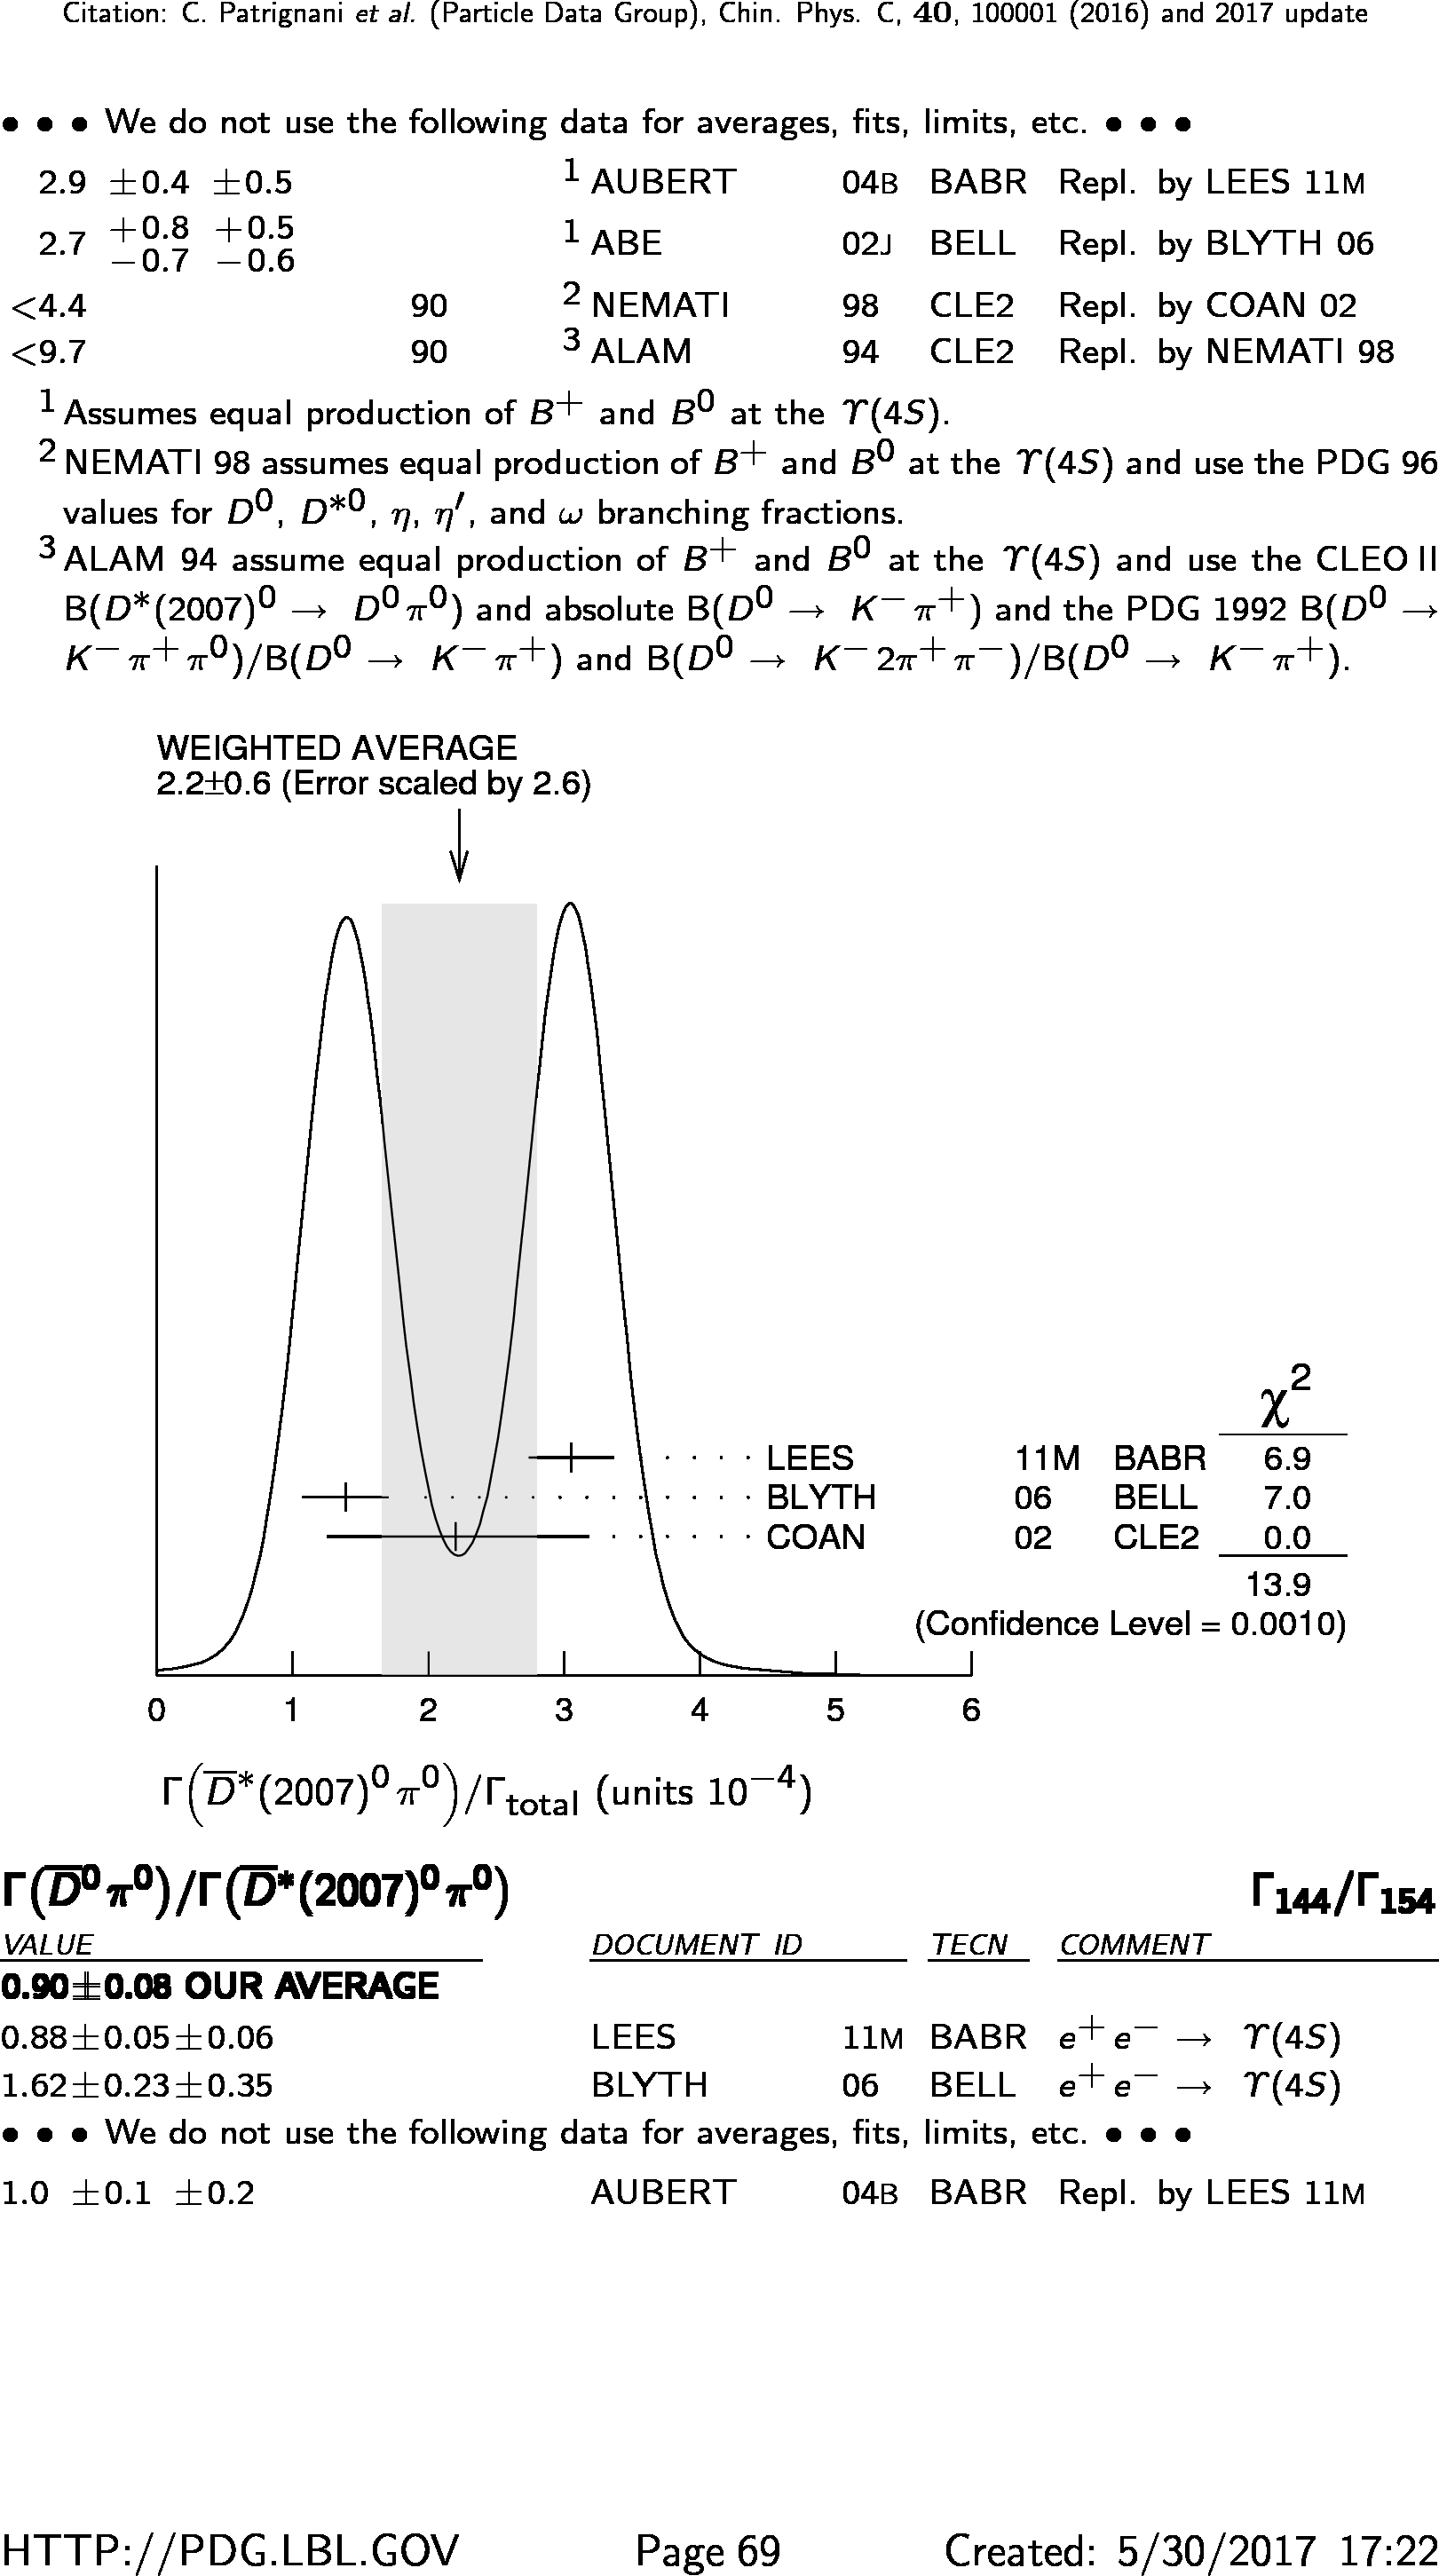 Citation: C. Patrignani et al. (Particle Data Group), Chin. Phys. C, 40, 100001 (2016) and 2017 update
• • • We do not use the following data for averages, fits, limits, etc. • • •
2.9 ±0.4 ±0.5 1 AUBERT 04B BABR Repl. by LEES 11M
2.7 +0.8 −0.7 +0.5 −0.6 1 ABE 02J BELL Repl. by BLYTH 06
<4.4 90 2 NEMATI 98 CLE2 Repl. by COAN 02
<9.7 90 3 ALAM 94 CLE2 Repl. by NEMATI 98
1 Assumes equal production of B+ and B0 at the ϒ(4S).
2 NEMATI 98 assumes equal production of B+ and B0 at the ϒ(4S) and use the PDG 96
values for D0, D*0, η, η′, and ω branching fractions.
3 ALAM 94 assume equal production of B+ and B0 at the ϒ(4S) and use the CLEO II
B(D*(2007)0 → D0 π0) and absolute B(D0 → K− π+) and the PDG 1992 B(D0 →
K− π+ π0)/B(D0 → K− π+) and B(D0 → K− 2π+ π−)/B(D0 → K− π+).
WEIGHTED AVERAGE
2.2±0.6 (Error scaled by 2.6)
χ2
LEES 11M BABR 6.9
BLYTH 06 BELL 7.0
COAN 02 CLE2 0.0
13.9
(Confidence Level = 0.0010)
0 1 2 3 4 5 6
Γ(D̅*(2007)0 π0)/Γtotal (units 10−4)
Γ(D̅0 π0)/Γ(D̅*(2007)0 π0) Γ144/Γ154
VALUE DOCUMENT ID TECN COMMENT
0.90±0.08 OUR AVERAGE
0.88±0.05±0.06 LEES 11M BABR e+ e− → ϒ(4S)
1.62±0.23±0.35 BLYTH 06 BELL e+ e− → ϒ(4S)
• • • We do not use the following data for averages, fits, limits, etc. • • •
1.0 ±0.1 ±0.2 AUBERT 04B BABR Repl. by LEES 11M
HTTP://PDG.LBL.GOV Page 69 Created: 5/30/2017 17:22